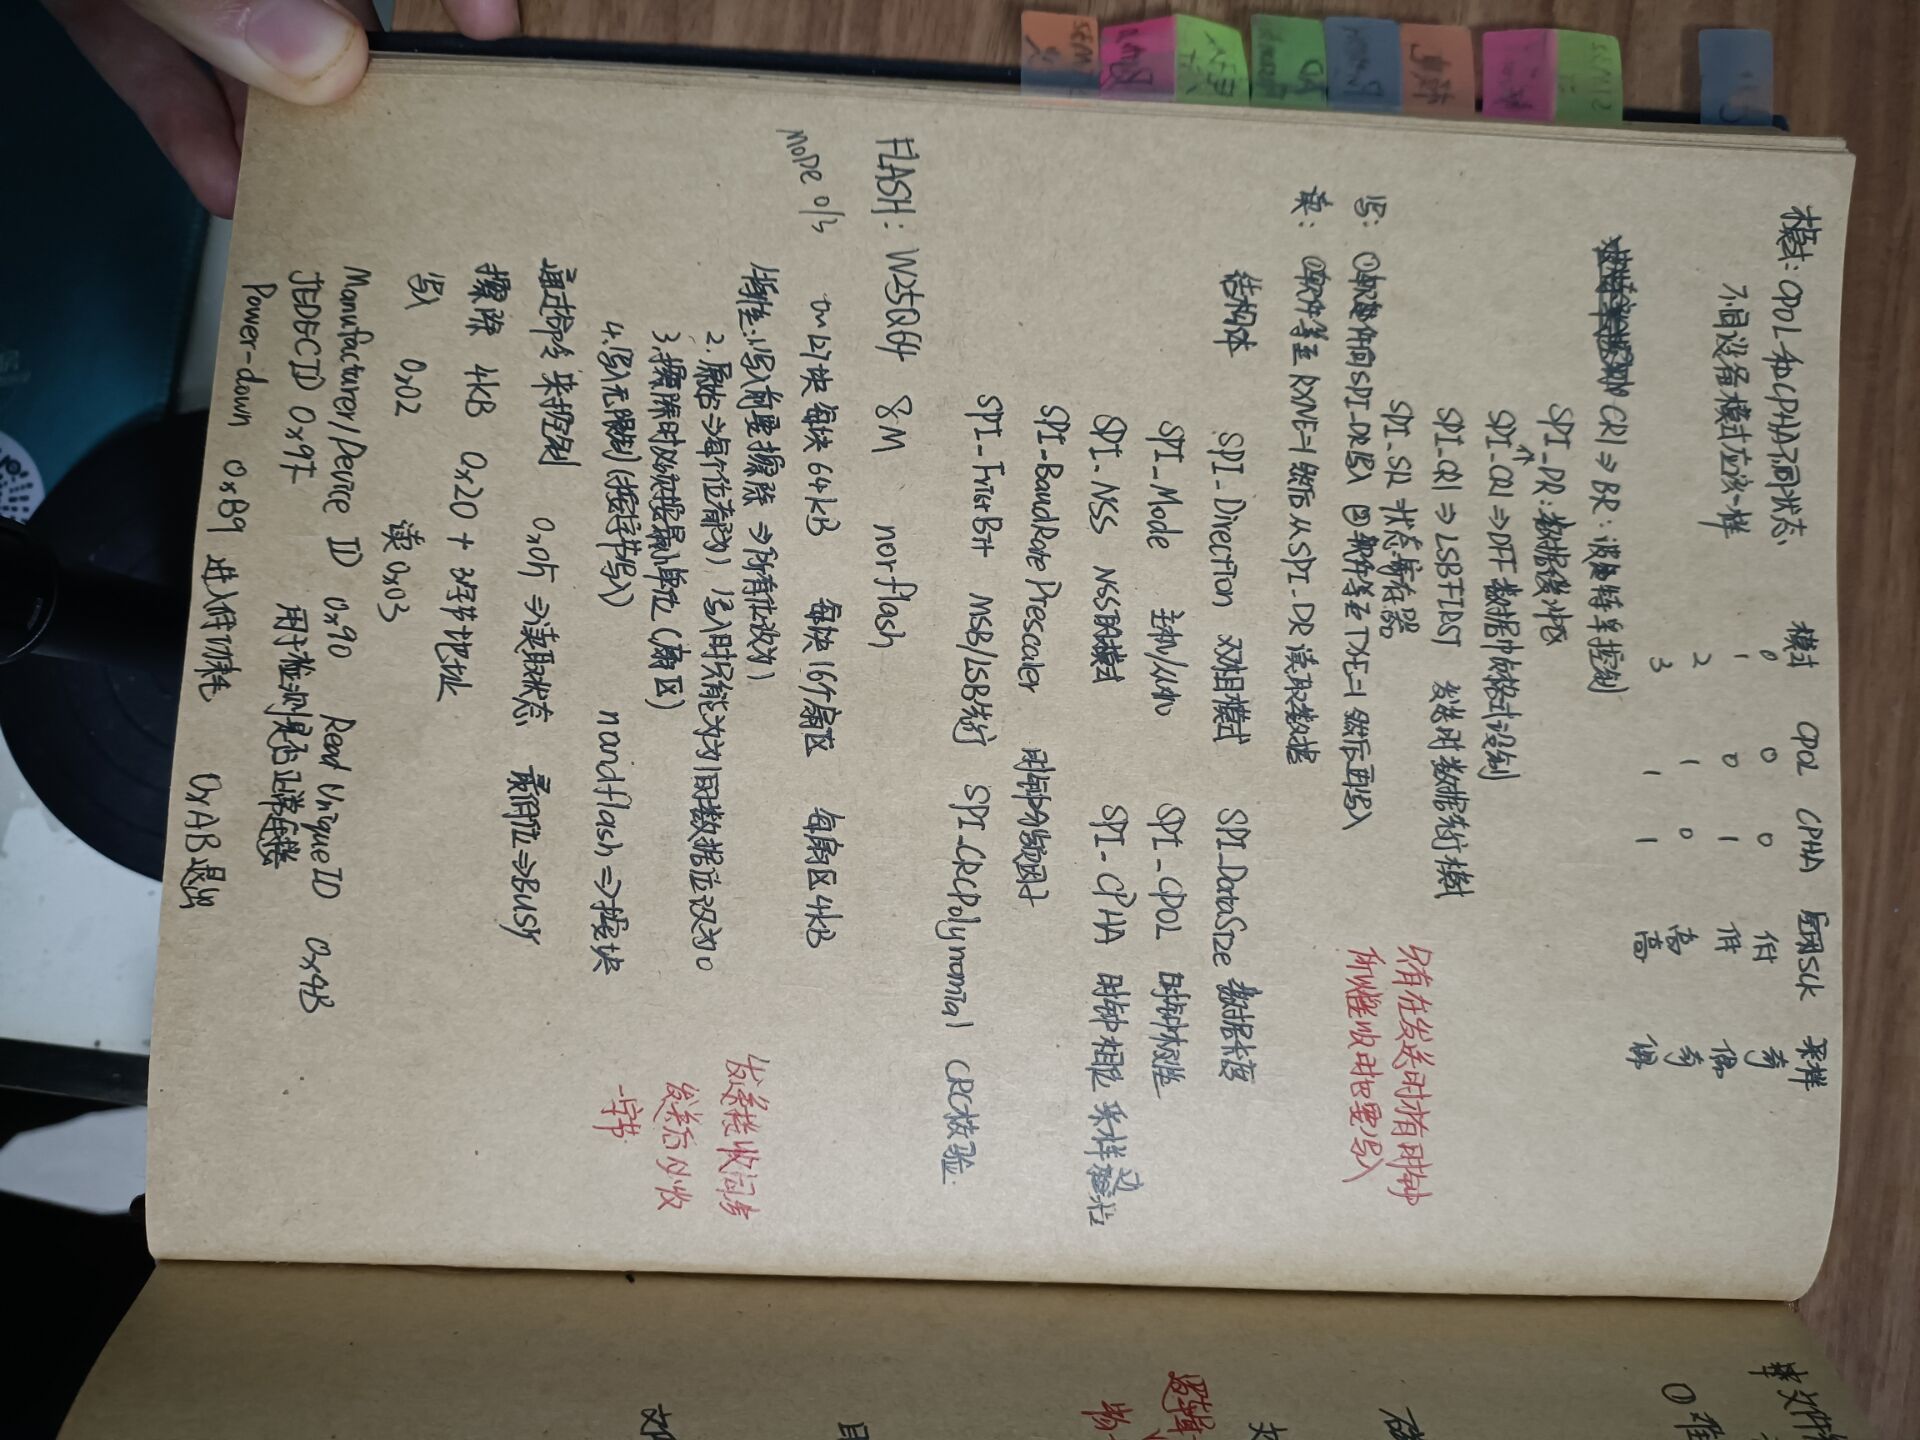 模式: CPOL和CPHA不同状态
不同设备模式应该一样
模式 CPOL CPHA 空闲SCK 采样
0 0 0 低 奇
1 0 1 低 偶
2 1 0 高 奇
3 1 1 高 偶
CR1⇒BR: 波特率控制
SPI_DR: 数据缓冲区
↑
SPI_CR1⇒DFF 数据帧格式设制
SPI_CR1⇒LSBFIRST 发送时数据先行模式
SPI_SR 状态寄存器
只有在发送时才有时钟
所以接收时也要写入
写: ①软件向SPI_DR写入 ②软件等至TXE=1 然后再写入
读: ①软件等至RXNE=1 然后从SPI_DR读取数据
结构体 SPI_Direction 双相模式 SPI_DataSize 数据长度
SPI_Mode 主机/从机 SPI_CPOL 时钟极性
SPI_NSS NSS的模式 SPI_CPHA 时钟相位 采样边
SPI_BaudRatePrescaler 时钟分频因子
SPI_FristBit MSB/LSB先行 SPI_CRCPolynomial CRC校验
FLASH: W25Q64 8M norflash
MODE 0/3 0~127块 每块64kB 每块16个扇区 每扇区4kB
特性: 1.写入前要擦除⇒所有位改为1
2.原始⇒每个位都为1 写入时只能为为1的数据位改为0
3.擦除时必须按最小单位(扇区)
4.写入无限制(按字节写入) nandflash⇒按块
发送接收同步
发送后必收
一字节
通过命令来控制 0x05⇒读取状态 最低位⇒BUSY
擦除 4KB 0x20 + 3字节地址
写入 0x02 读 0x03
Manufacturer/Device ID 0x90 Read UniqueID 0x4B
JEDECID 0x9F 用于检测是否正常连接
Power-down 0xB9 进入低功耗 0xAB退出